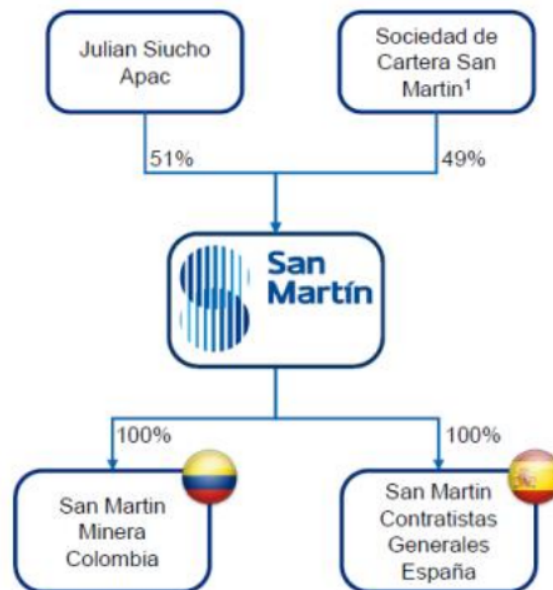 Julian Siucho
Apac
Sociedad de
Cartera San
Martin¹
51%
49%
San
Martín
100%
100%
San Martin
Minera
Colombia
San Martin
Contratistas
Generales
España